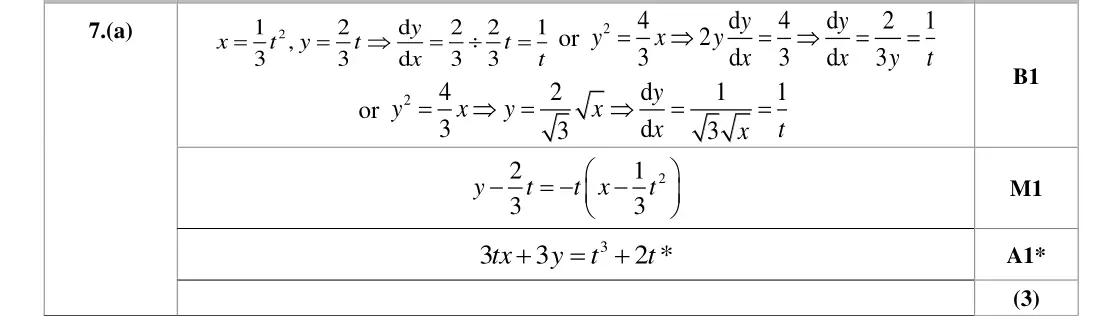 7.(a)
x = 1/3 t², y = 2/3 t ⇒ dy/dx = 2/3 ÷ 2/3 t = 1/t or y² = 4/3 x ⇒ 2y dy/dx = 4/3 ⇒ dy/dx = 2/3y = 1/t
or y² = 4/3 x ⇒ y = 2/√3 √x ⇒ dy/dx = 1/√3√x = 1/t
B1
y − 2/3 t = −t(x − 1/3 t²)
M1
3tx + 3y = t³ + 2t *
A1*
(3)